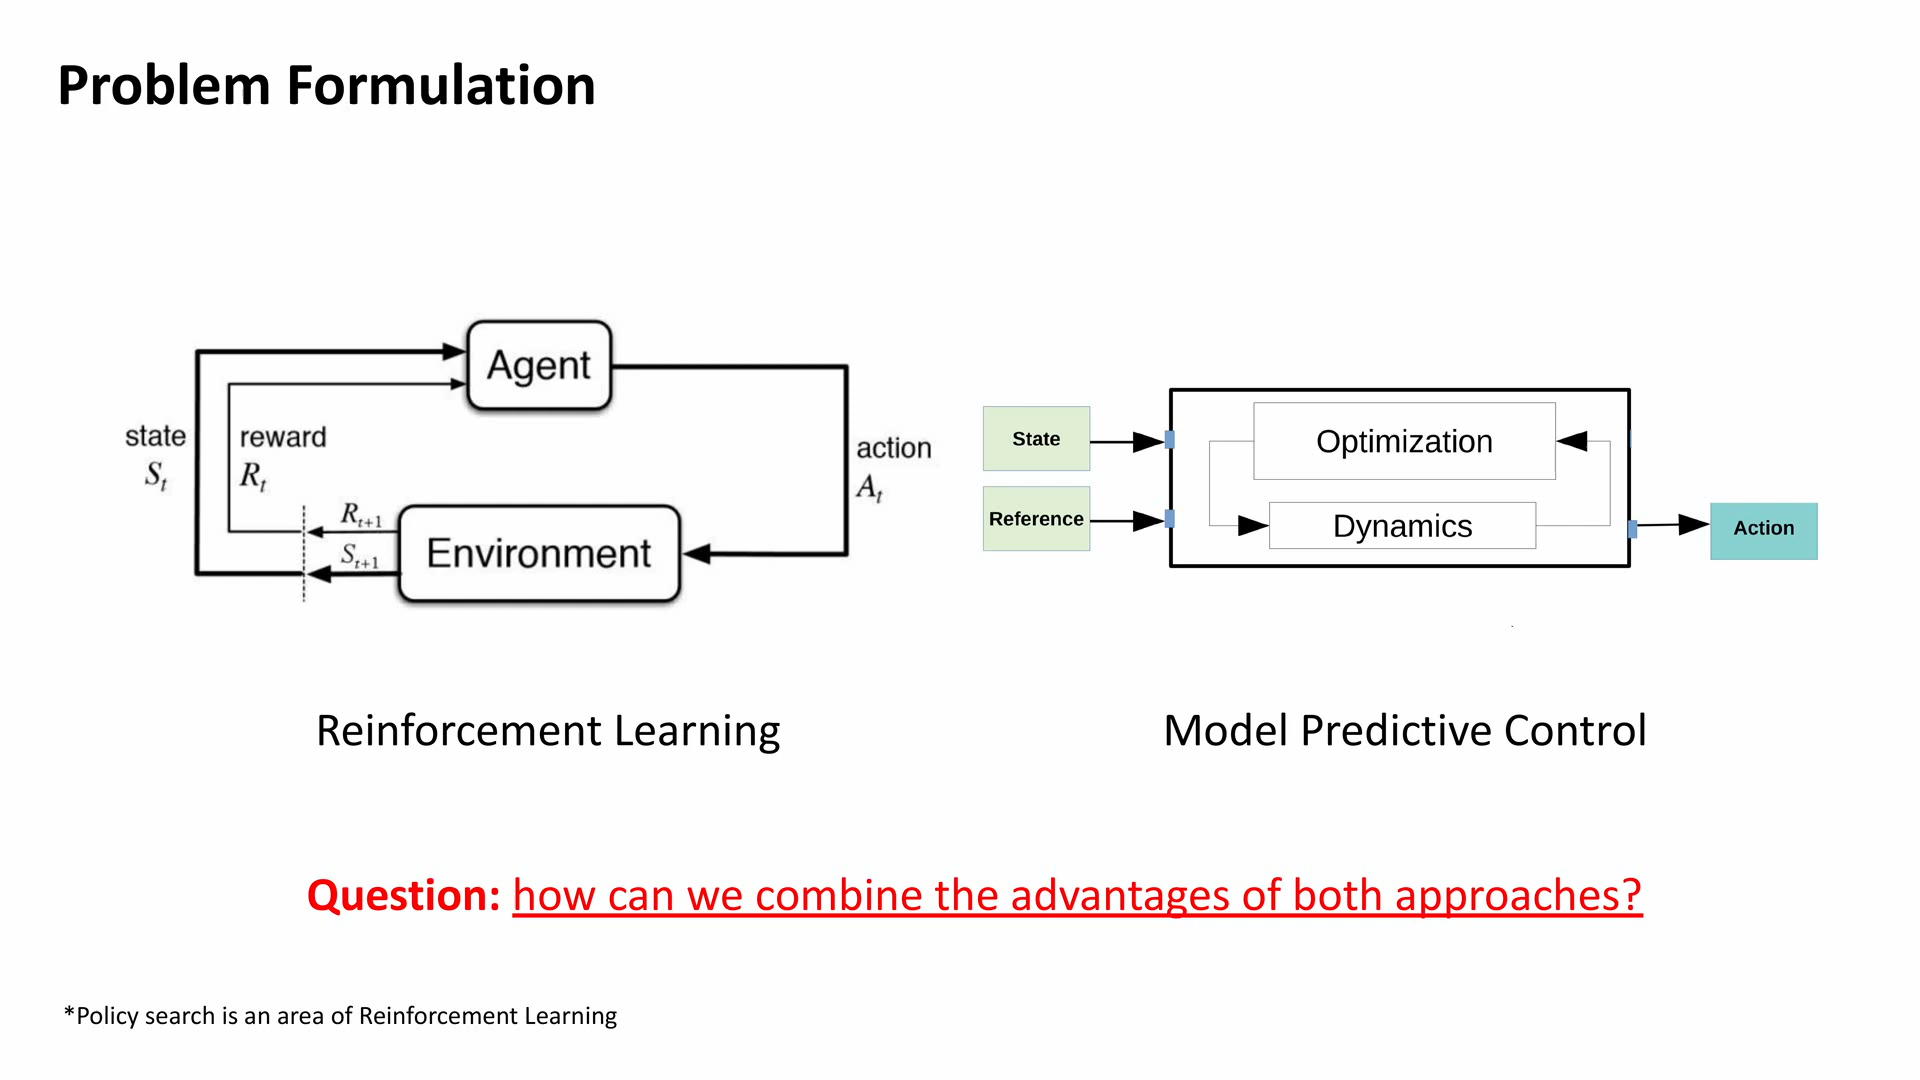 Problem Formulation
Agent
state
S_t
reward
R_t
action
A_t
R_{t+1}
S_{t+1}
Environment
State
Reference
Optimization
Dynamics
Action
Reinforcement Learning
Model Predictive Control
Question: how can we combine the advantages of both approaches?
*Policy search is an area of Reinforcement Learning